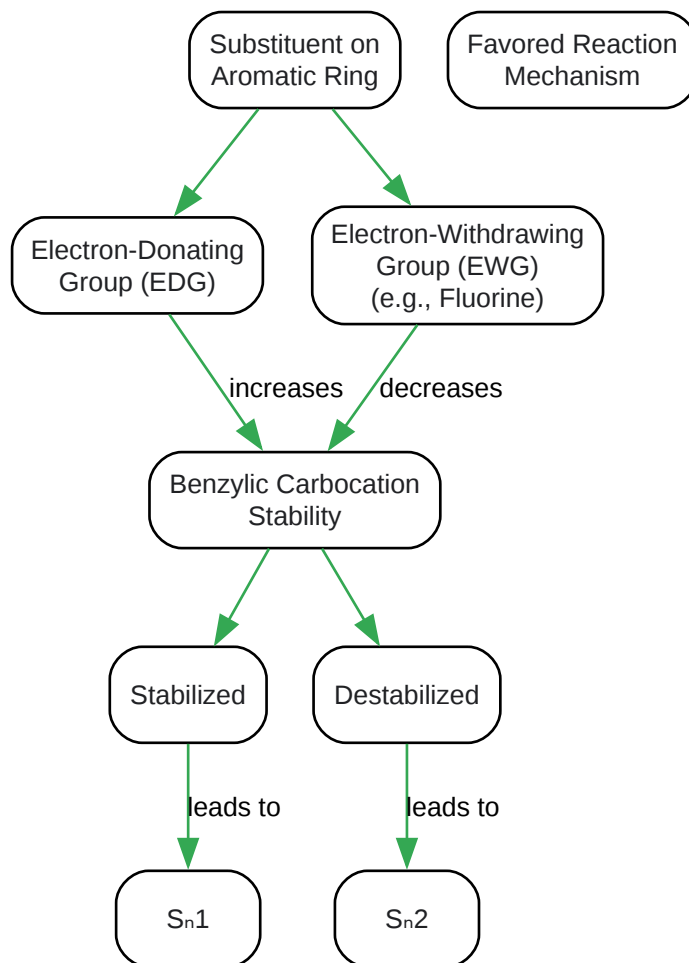 Substituent on
Aromatic Ring
Favored Reaction
Mechanism
Electron-Donating
Group (EDG)
Electron-Withdrawing
Group (EWG)
(e.g., Fluorine)
increases
decreases
Benzylic Carbocation
Stability
Stabilized
Destabilized
leads to
leads to
Sₙ1
Sₙ2